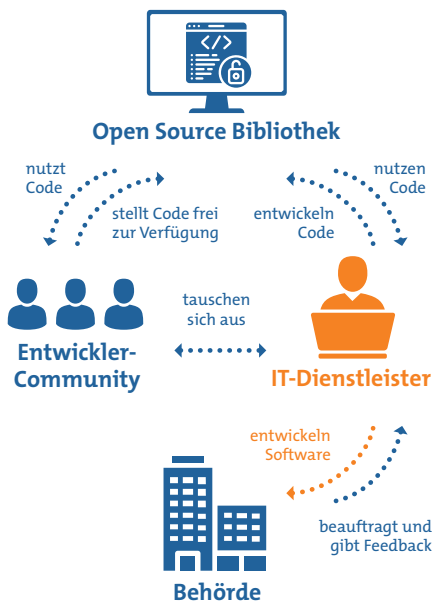 </>
Open Source Bibliothek
nutzt
Code
stellt Code frei
zur Verfügung
entwickeln
Code
nutzen
Code
tauschen
sich aus
Entwickler-
Community
IT-Dienstleister
entwickeln
Software
beauftragt und
gibt Feedback
Behörde